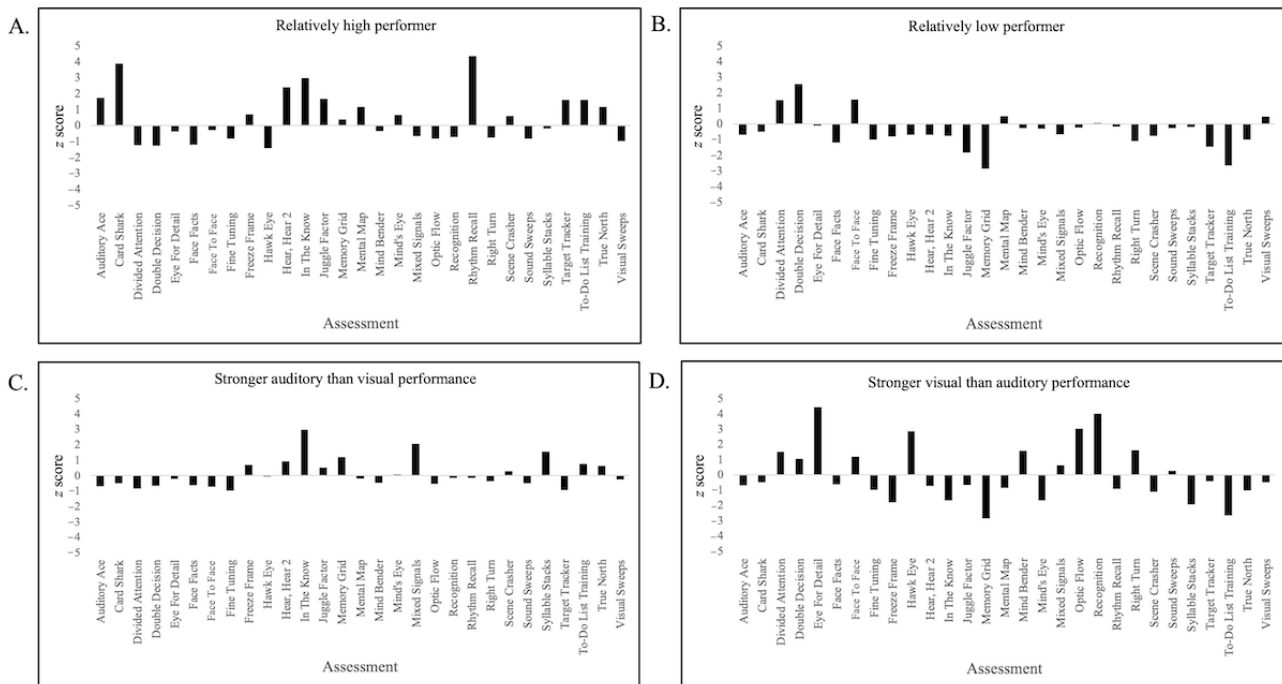 A.
Relatively high performer
z score
5
4
3
2
1
0
−1
−2
−3
−4
−5
Auditory Ace
Card Shark
Divided Attention
Double Decision
Eye For Detail
Face Facts
Face To Face
Fine Tuning
Freeze Frame
Hawk Eye
Hear, Hear 2
In The Know
Juggle Factor
Memory Grid
Mental Map
Mind Bender
Mind's Eye
Mixed Signals
Optic Flow
Recognition
Rhythm Recall
Right Turn
Scene Crasher
Sound Sweeps
Syllable Stacks
Target Tracker
To-Do List Training
True North
Visual Sweeps
Assessment
B.
Relatively low performer
z score
5
4
3
2
1
0
−1
−2
−3
−4
−5
Auditory Ace
Card Shark
Divided Attention
Double Decision
Eye For Detail
Face Facts
Face To Face
Fine Tuning
Freeze Frame
Hawk Eye
Hear, Hear 2
In The Know
Juggle Factor
Memory Grid
Mental Map
Mind Bender
Mind's Eye
Mixed Signals
Optic Flow
Recognition
Rhythm Recall
Right Turn
Scene Crasher
Sound Sweeps
Syllable Stacks
Target Tracker
To-Do List Training
True North
Visual Sweeps
Assessment
C.
Stronger auditory than visual performance
z score
5
4
3
2
1
0
−1
−2
−3
−4
−5
Auditory Ace
Card Shark
Divided Attention
Double Decision
Eye For Detail
Face Facts
Face To Face
Fine Tuning
Freeze Frame
Hawk Eye
Hear, Hear 2
In The Know
Juggle Factor
Memory Grid
Mental Map
Mind Bender
Mind's Eye
Mixed Signals
Optic Flow
Recognition
Rhythm Recall
Right Turn
Scene Crasher
Sound Sweeps
Syllable Stacks
Target Tracker
To-Do List Training
True North
Visual Sweeps
Assessment
D.
Stronger visual than auditory performance
z score
5
4
3
2
1
0
−1
−2
−3
−4
−5
Auditory Ace
Card Shark
Divided Attention
Double Decision
Eye For Detail
Face Facts
Face To Face
Fine Tuning
Freeze Frame
Hawk Eye
Hear, Hear 2
In The Know
Juggle Factor
Memory Grid
Mental Map
Mind Bender
Mind's Eye
Mixed Signals
Optic Flow
Recognition
Rhythm Recall
Right Turn
Scene Crasher
Sound Sweeps
Syllable Stacks
Target Tracker
To-Do List Training
True North
Visual Sweeps
Assessment